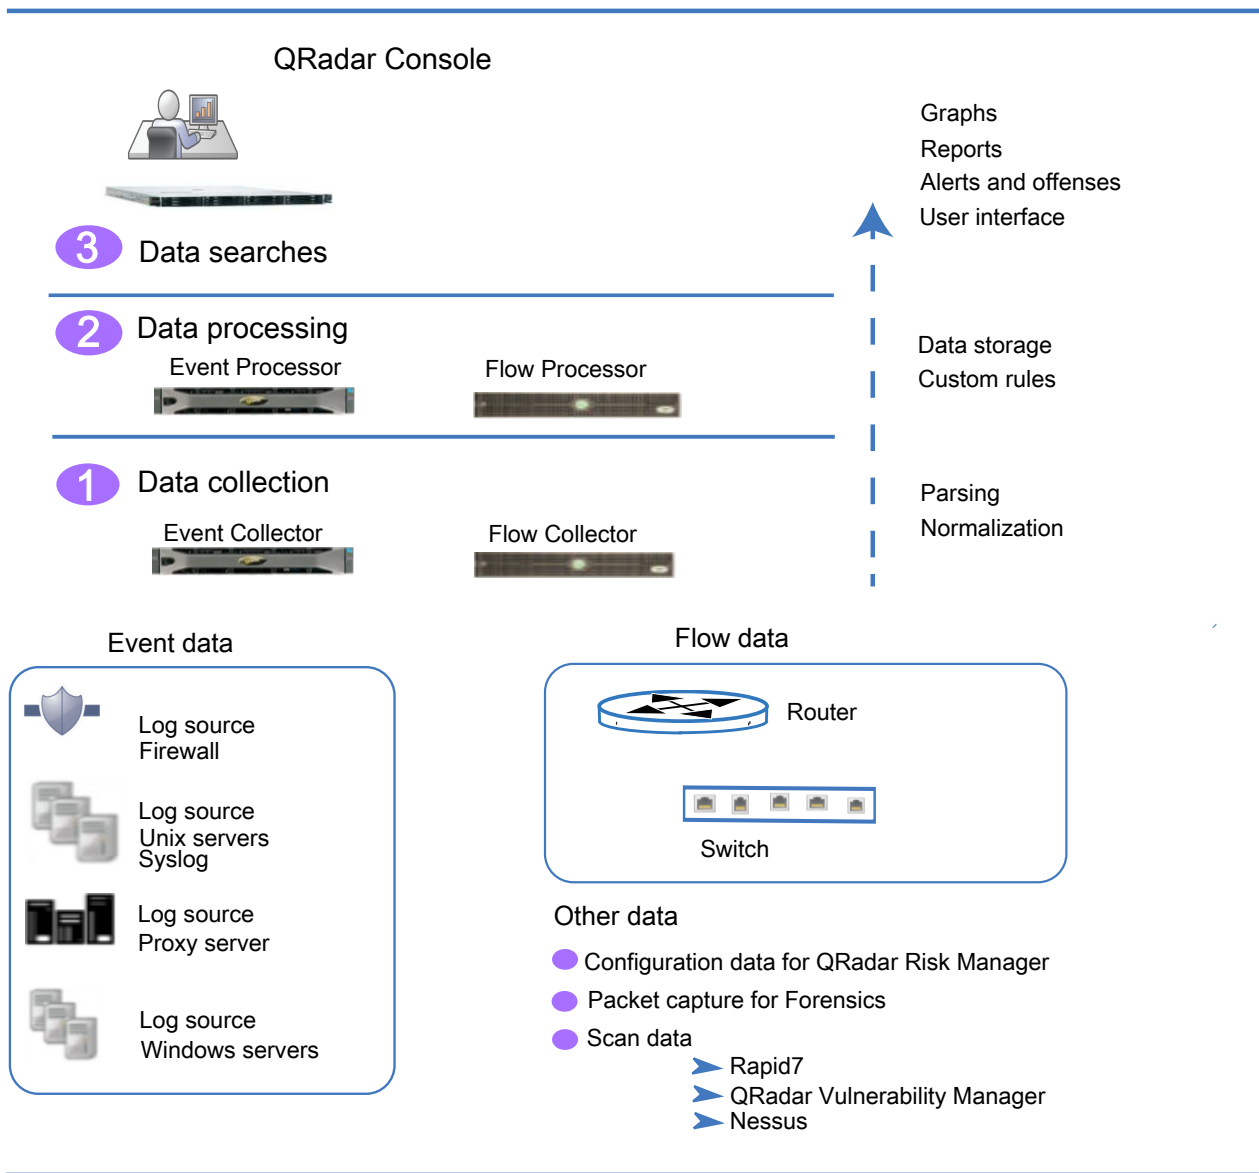 QRadar Console
Graphs
Reports
Alerts and offenses
User interface
3 Data searches
2 Data processing
Event Processor
Flow Processor
Data storage
Custom rules
1 Data collection
Event Collector
Flow Collector
Parsing
Normalization
Event data
Log source
Firewall
Log source
Unix servers
Syslog
Log source
Proxy server
Log source
Windows servers
Flow data
Router
Switch
Other data
Configuration data for QRadar Risk Manager
Packet capture for Forensics
Scan data
Rapid7
QRadar Vulnerability Manager
Nessus